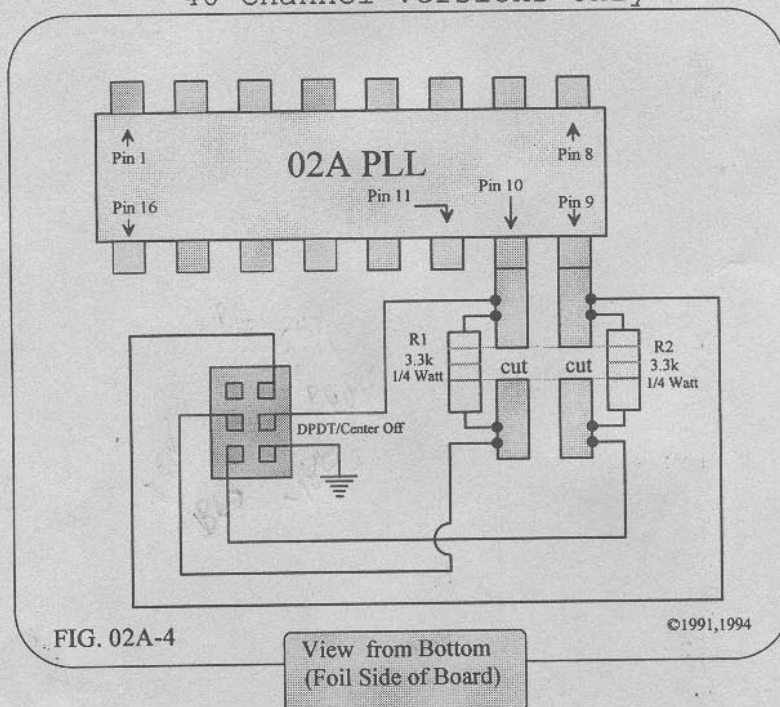 40 Channel Versions Only
Pin 1
Pin 8
02A PLL
Pin 16
Pin 11
Pin 10
Pin 9
R1
3.3k
1/4 Watt
cut
cut
R2
3.3k
1/4 Watt
DPDT/Center Off
FIG. 02A-4
©1991,1994
View from Bottom
(Foil Side of Board)